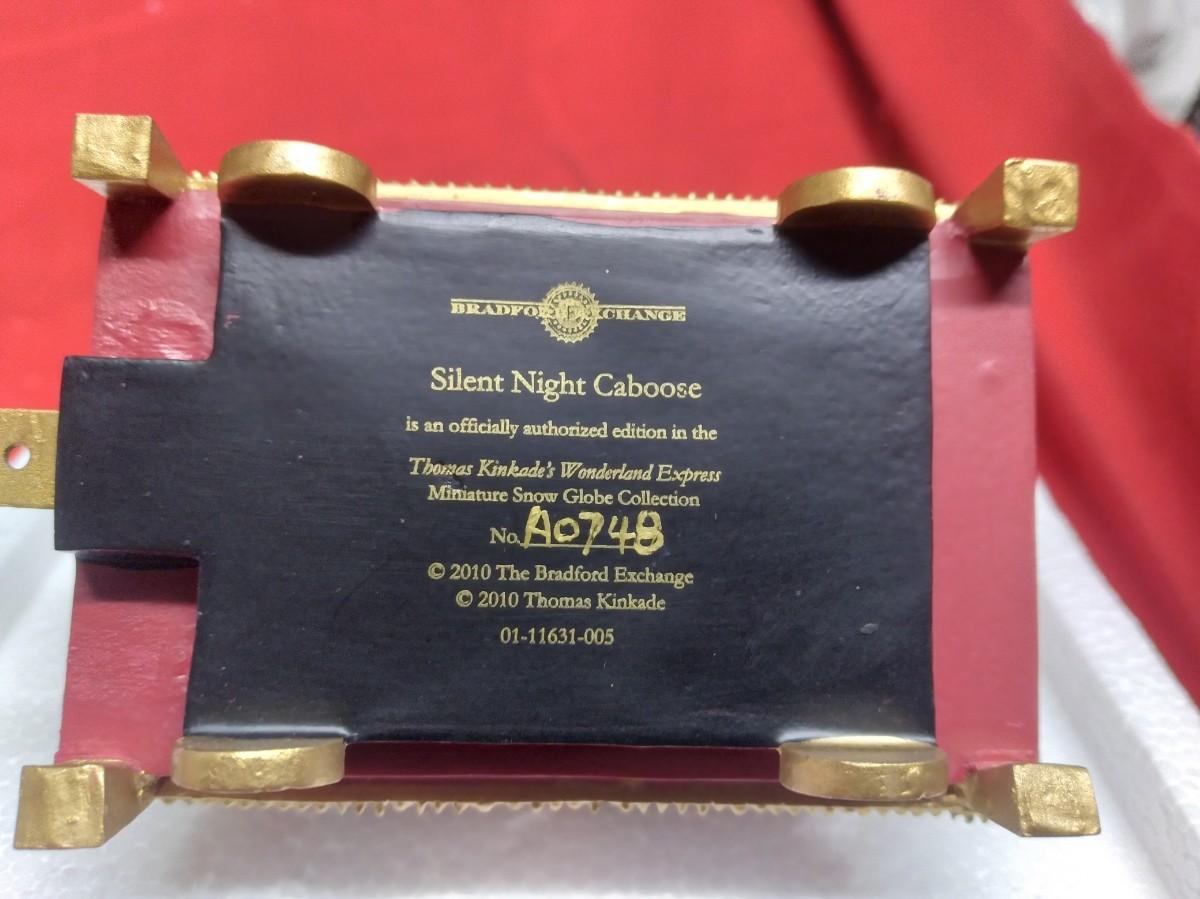 BRADFORD EXCHANGE
Silent Night Caboose
is an officially authorized edition in the
Thomas Kinkade's Wonderland Express
Miniature Snow Globe Collection
No. A0748
© 2010 The Bradford Exchange
© 2010 Thomas Kinkade
01-11631-005